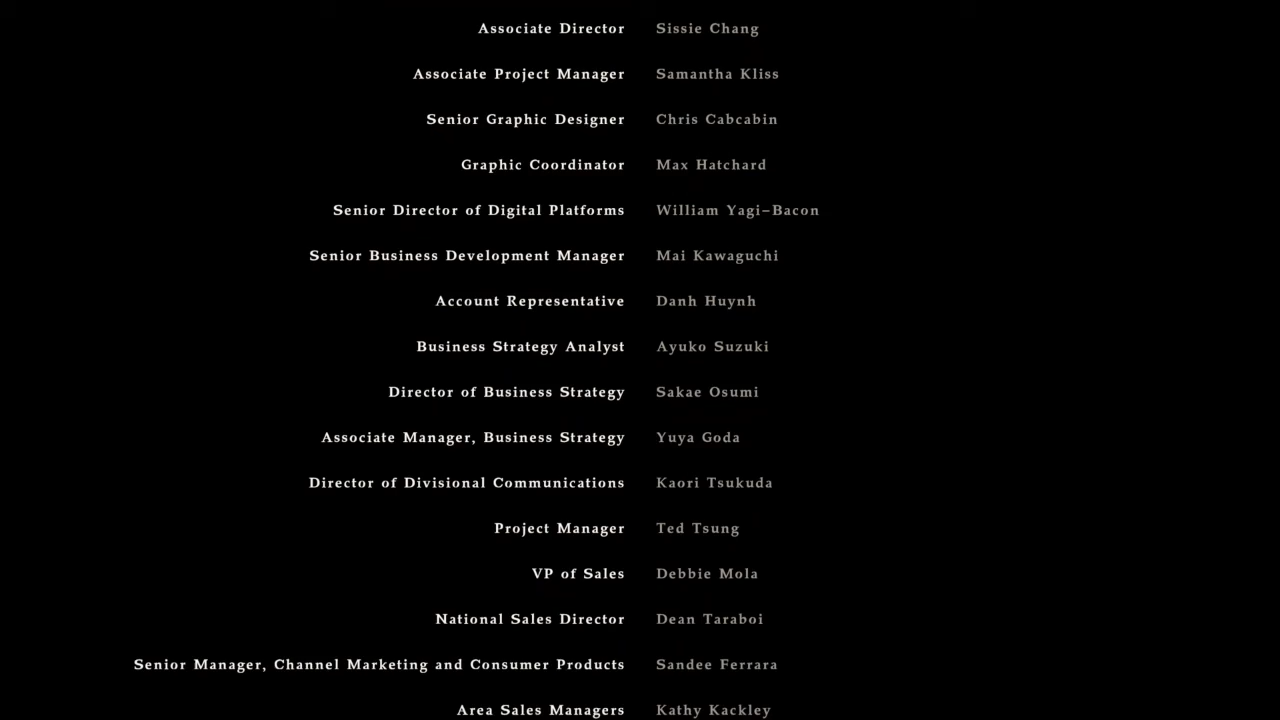 Associate Director Sissie Chang
Associate Project Manager Samantha Kliss
Senior Graphic Designer Chris Cabcabin
Graphic Coordinator Max Hatchard
Senior Director of Digital Platforms William Yagi-Bacon
Senior Business Development Manager Mai Kawaguchi
Account Representative Danh Huynh
Business Strategy Analyst Ayuko Suzuki
Director of Business Strategy Sakae Osumi
Associate Manager, Business Strategy Yuya Goda
Director of Divisional Communications Kaori Tsukuda
Project Manager Ted Tsung
VP of Sales Debbie Mola
National Sales Director Dean Taraboi
Senior Manager, Channel Marketing and Consumer Products Sandee Ferrara
Area Sales Managers Kathy Kackley